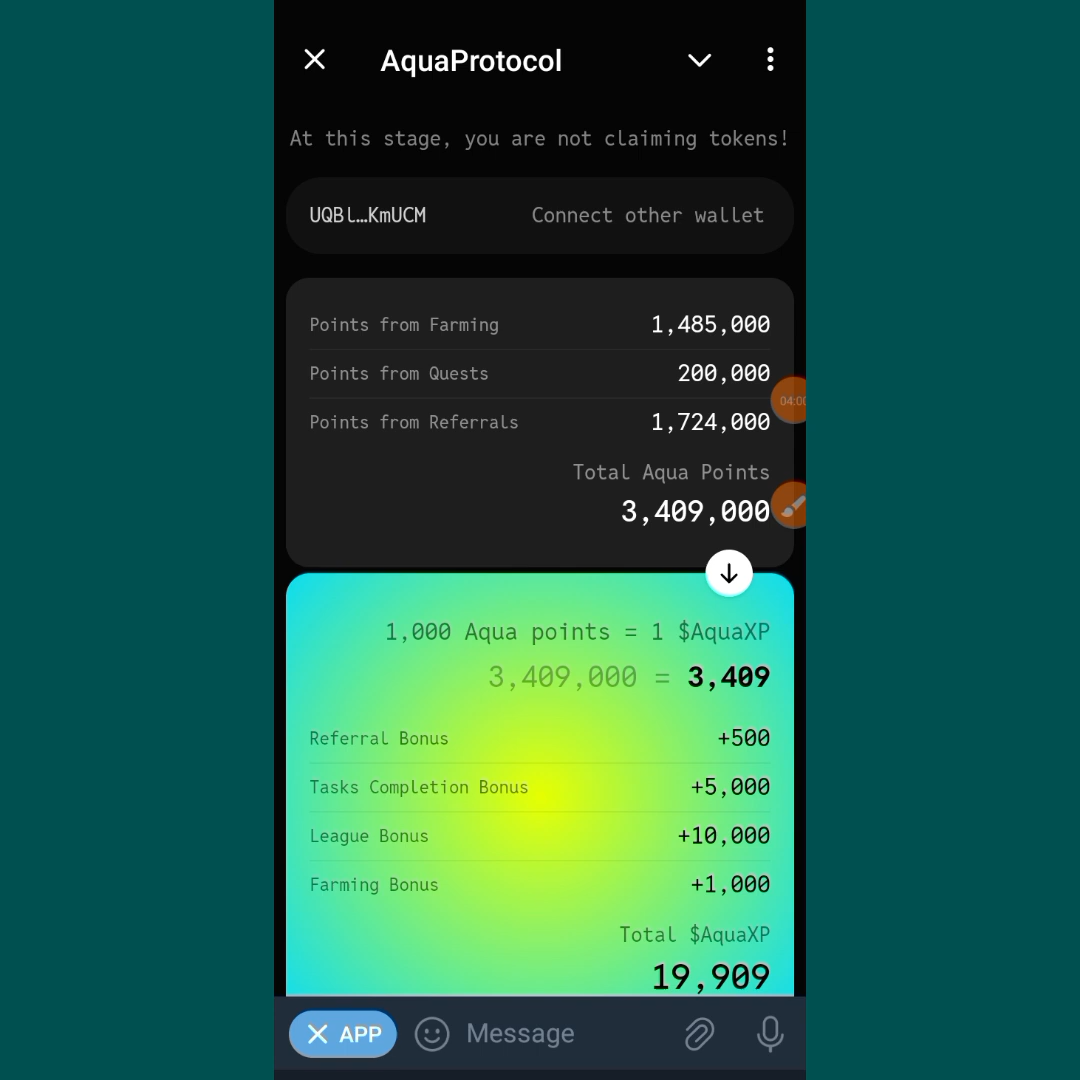 AquaProtocol
At this stage, you are not claiming tokens!
UQBl…KmUCM Connect other wallet
Points from Farming 1,485,000
Points from Quests 200,000
04:00
Points from Referrals 1,724,000
Total Aqua Points
3,409,000
1,000 Aqua points = 1 $AquaXP
3,409,000 = 3,409
Referral Bonus +500
Tasks Completion Bonus +5,000
League Bonus +10,000
Farming Bonus +1,000
Total $AquaXP
19,909
APP Message